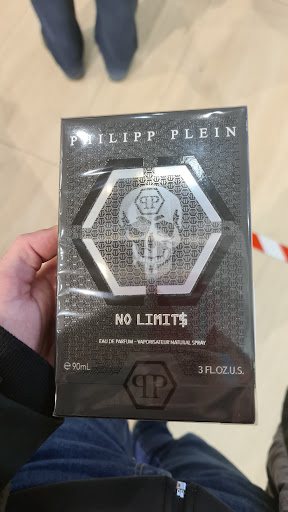 PHILIPP PLEIN
NO LIMIT$
EAU DE PARFUM - VAPORISATEUR NATURAL SPRAY
℮ 90mL 3 FL.OZ.U.S.